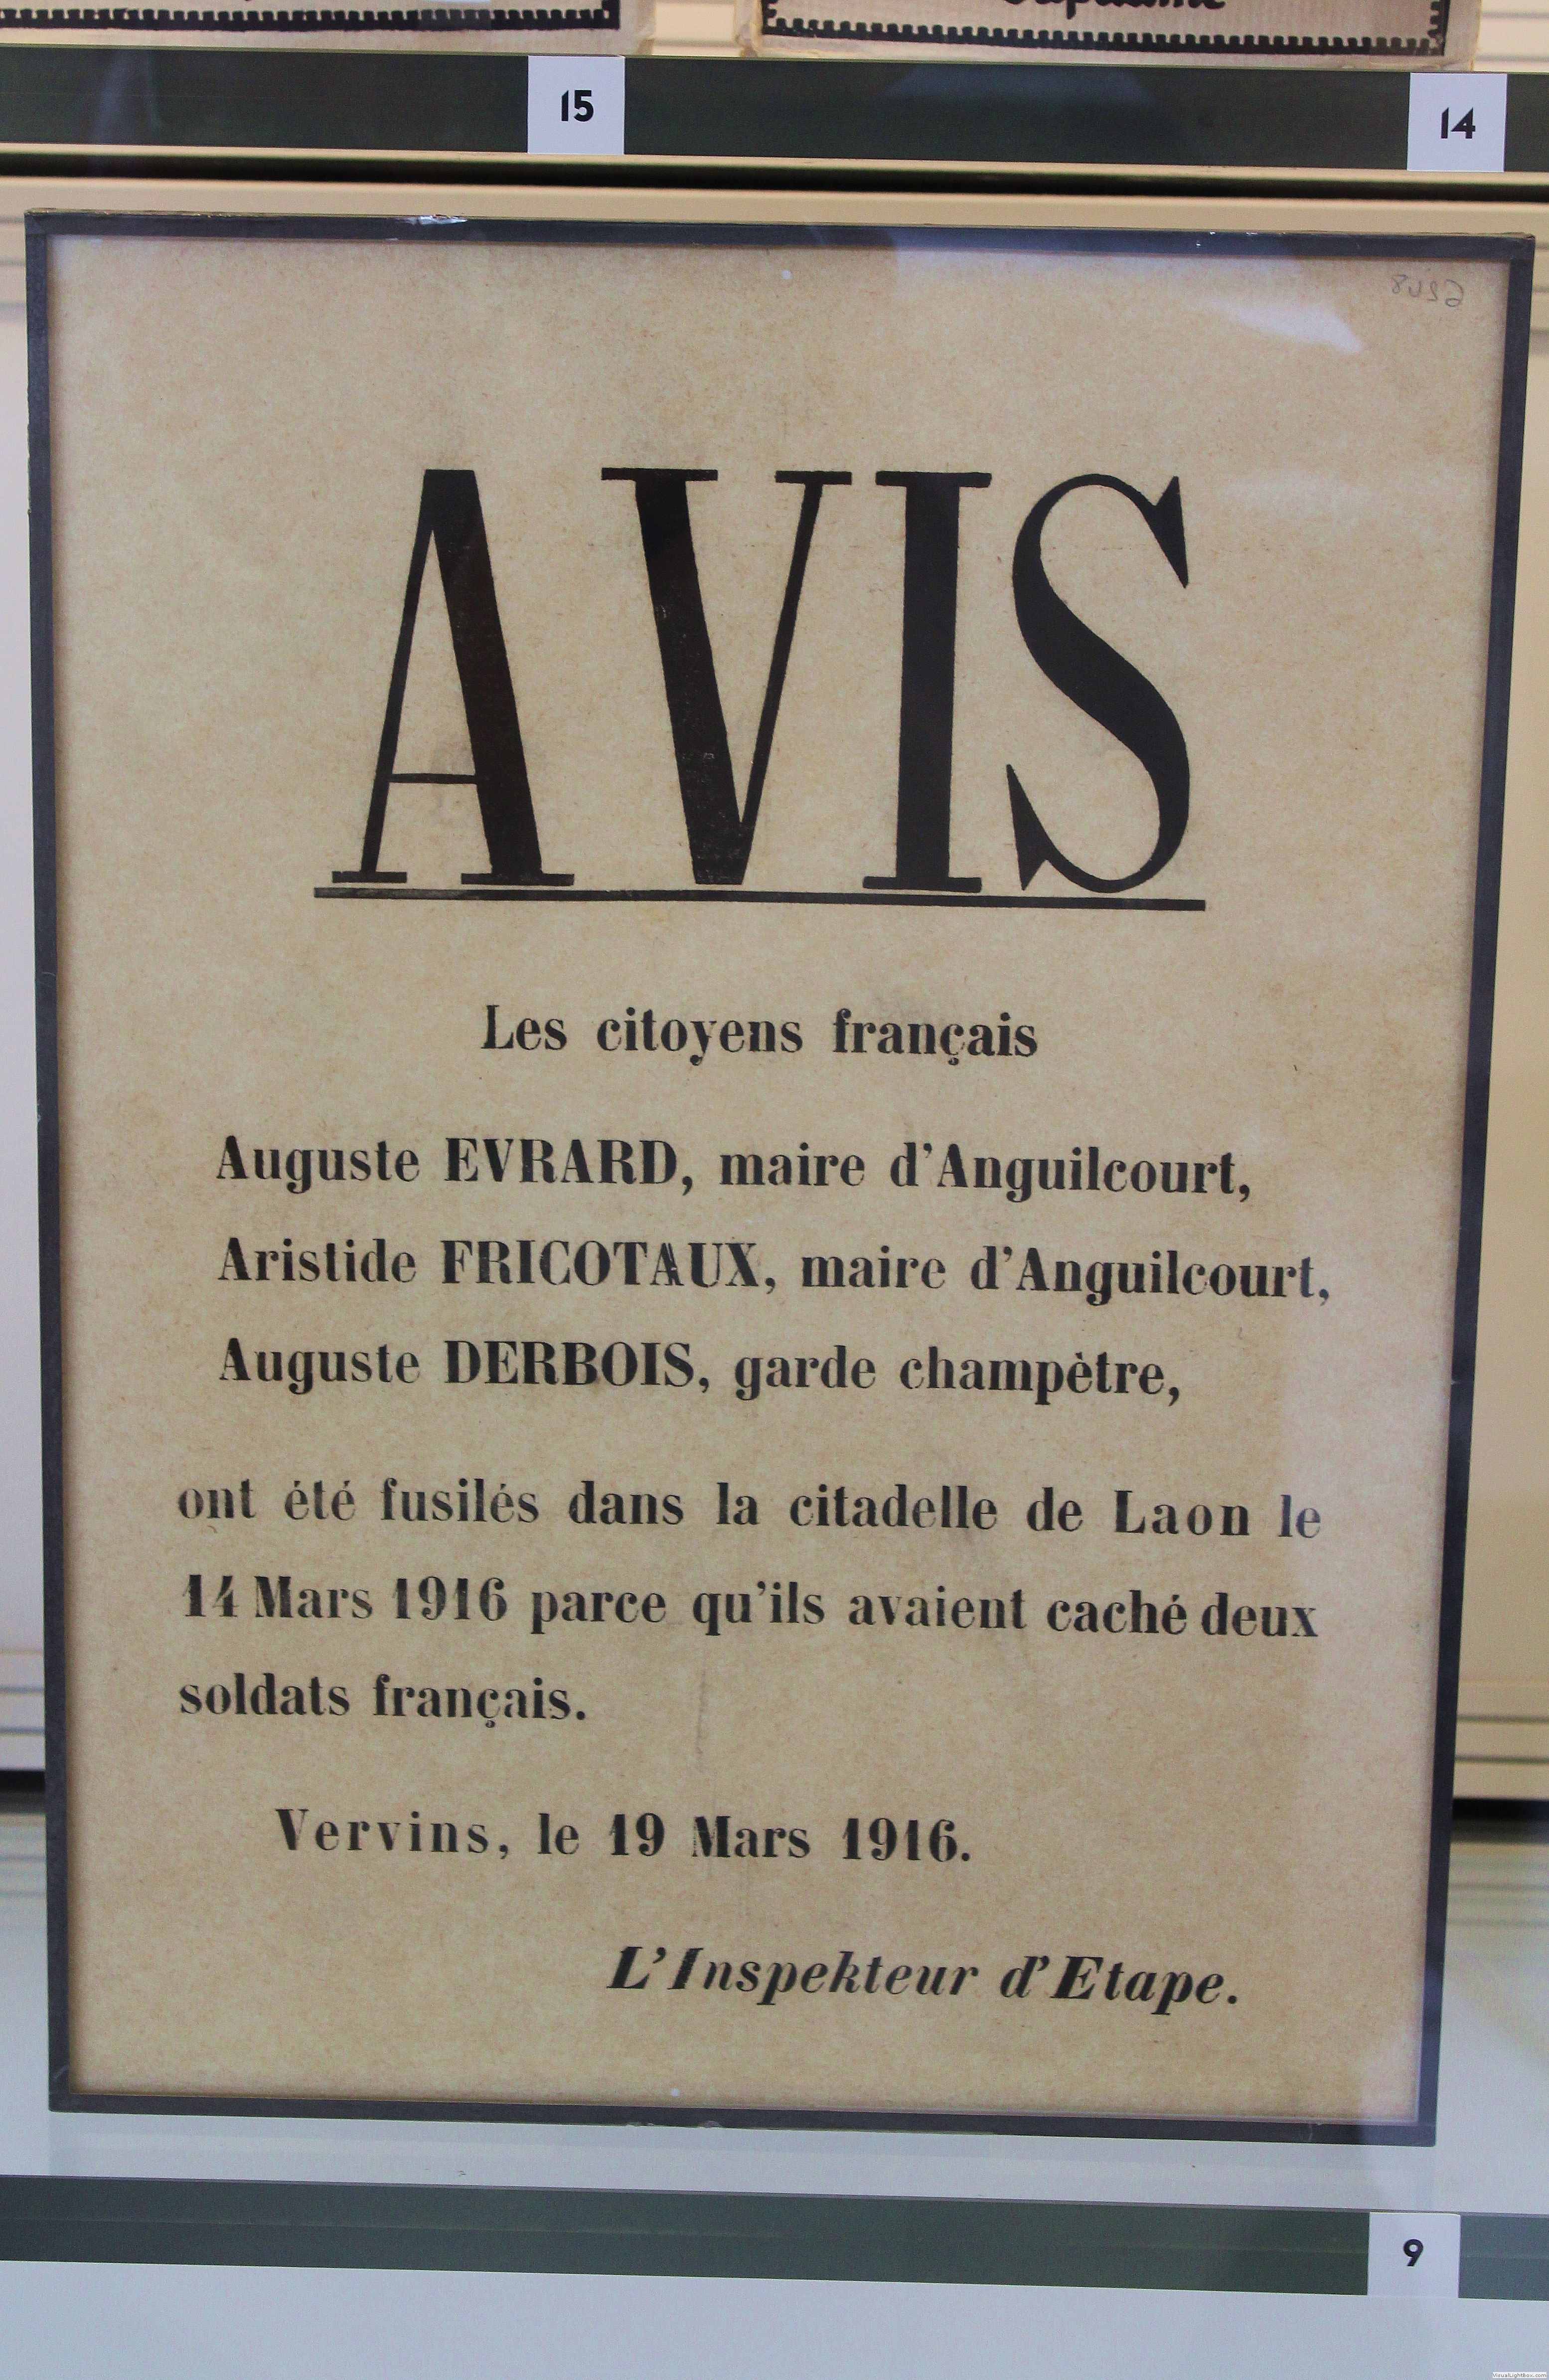 15
14
AVIS
Les citoyens français
Auguste EVRARD, maire d'Anguilcourt,
Aristide FRICOTAUX, maire d'Anguilcourt,
Auguste DERBOIS, garde champètre,
ont été fusilés dans la citadelle de Laon le
14 Mars 1916 parce qu'ils avaient caché deux
soldats français.
Vervins, le 19 Mars 1916.
L'Inspekteur d'Etape.
9